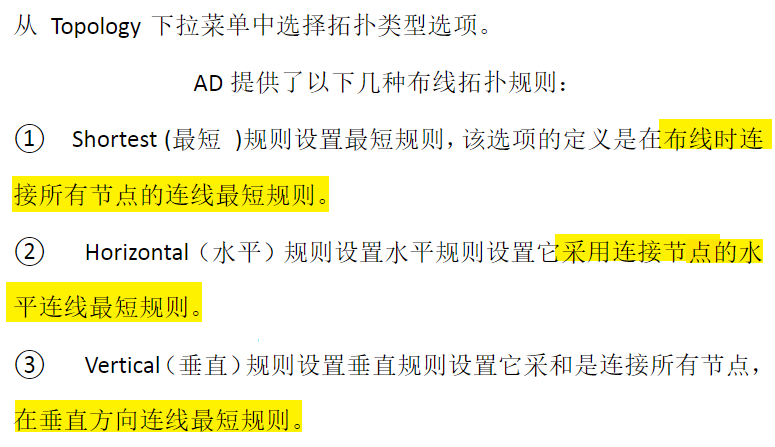 从 Topology 下拉菜单中选择拓扑类型选项。
AD 提供了以下几种布线拓扑规则：
① Shortest (最短 )规则设置最短规则，该选项的定义是在布线时连
接所有节点的连线最短规则。
② Horizontal（水平）规则设置水平规则设置它采用连接节点的水
平连线最短规则。
③ Vertical（垂直）规则设置垂直规则设置它采和是连接所有节点，
在垂直方向连线最短规则。